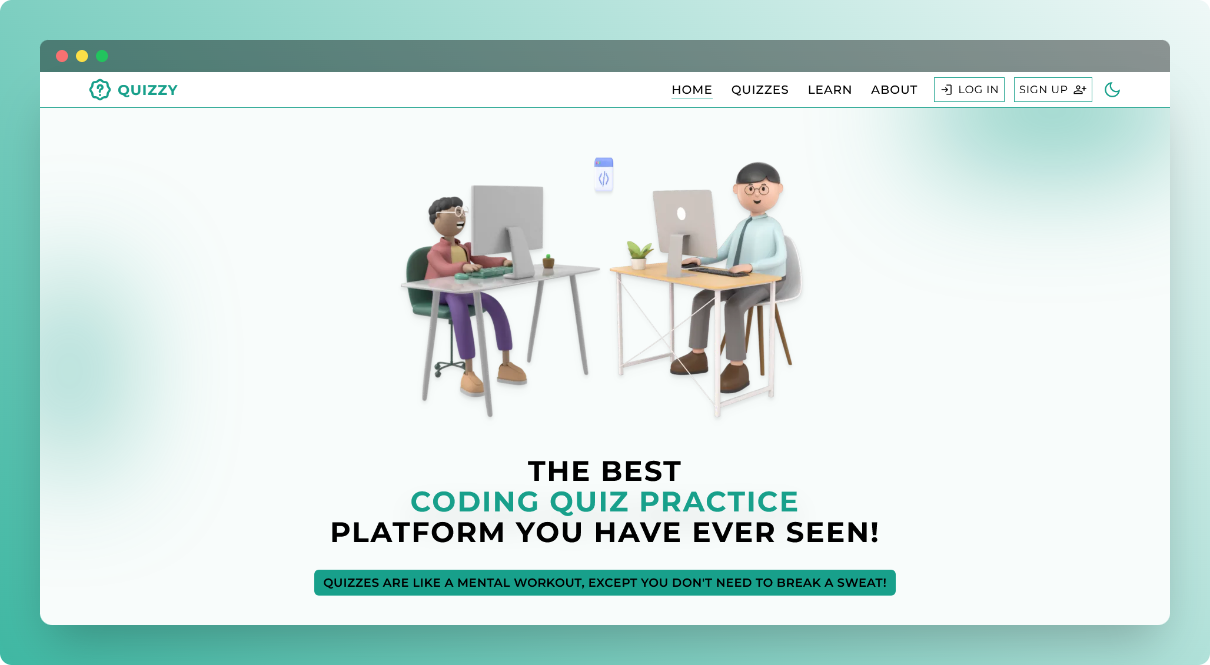 QUIZZY
HOME QUIZZES LEARN ABOUT LOG IN SIGN UP
THE BEST
CODING QUIZ PRACTICE
PLATFORM YOU HAVE EVER SEEN!
QUIZZES ARE LIKE A MENTAL WORKOUT, EXCEPT YOU DON'T NEED TO BREAK A SWEAT!